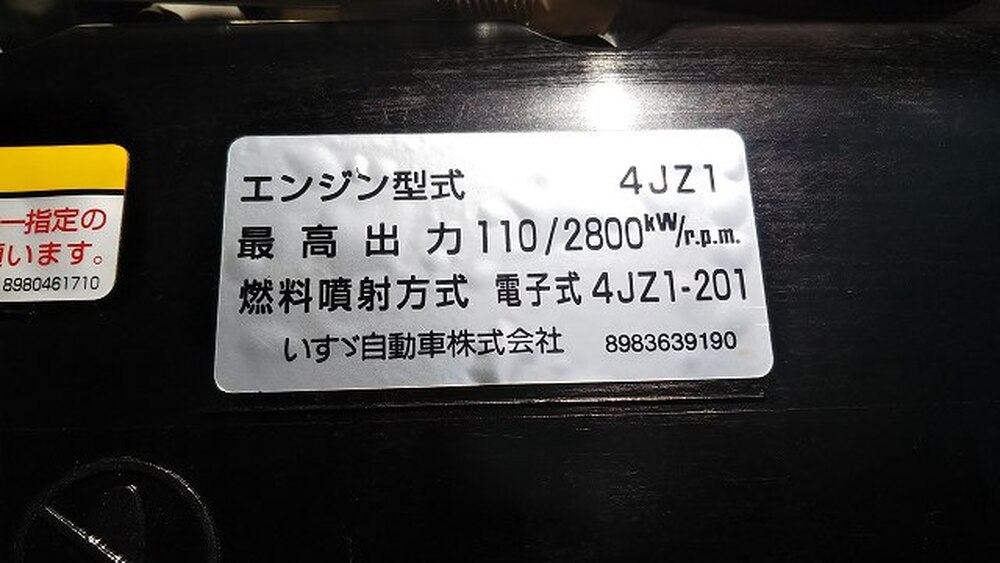 エンジン型式 4JZ1
最高出力 110/2800kW/r.p.m.
燃料噴射方式 電子式 4JZ1-201
いすゞ自動車株式会社 8983639190
一指定の
います。
8980461710